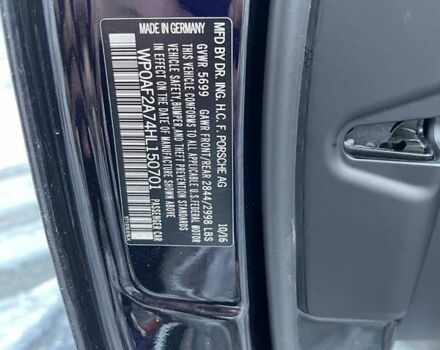 MFD BY DR. ING. H.C. F. PORSCHE AG
GVWR 5699 GAWR FRONT/REAR 2844/2998 LBS 10/16
THIS VEHICLE CONFORMS TO ALL APPLICABLE U.S.FEDERAL MOTOR
VEHICLE SAFETY,BUMPER AND THEFT PREVENTION STANDARDS
IN EFFECT ON THE DATE OF MANUFACTURE SHOWN ABOVE.
WP0AF2A74HL150701 PASSENGER CAR
MADE IN GERMANY